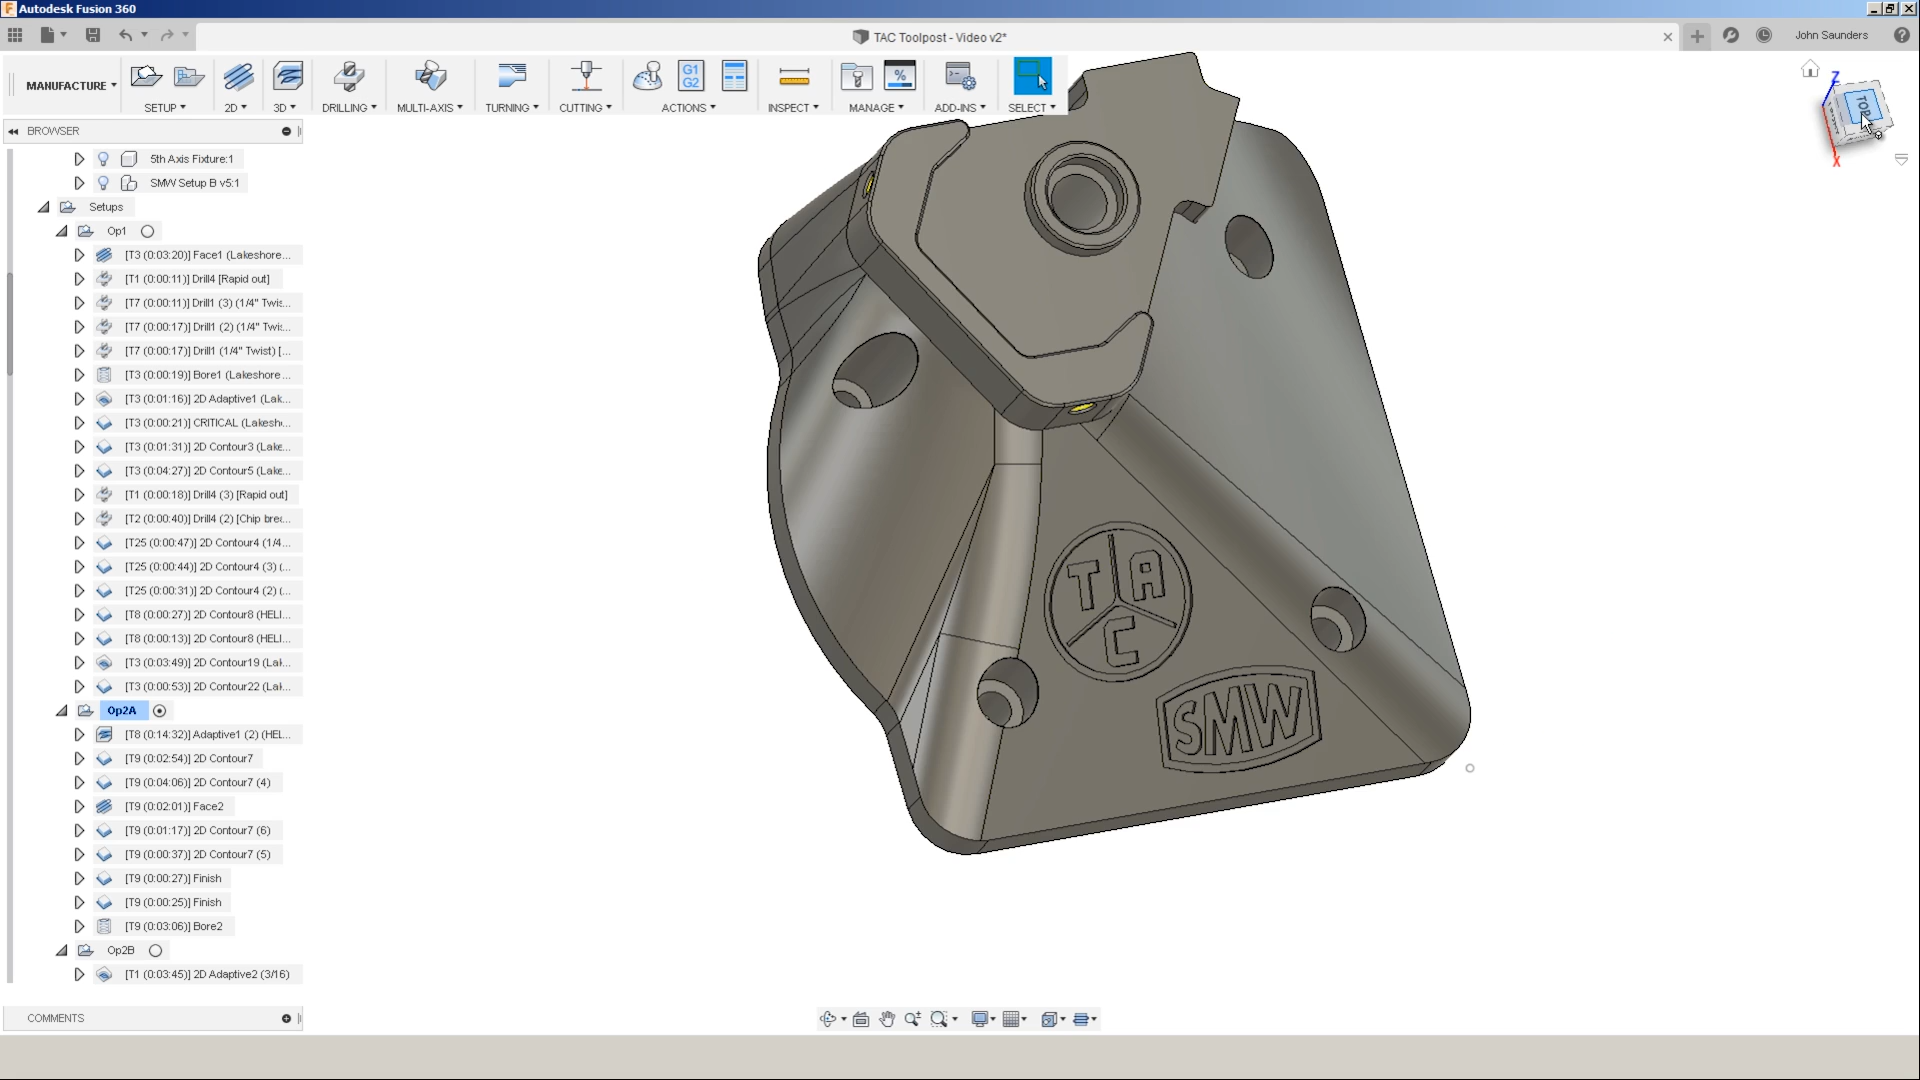 Autodesk Fusion 360
TAC Toolpost - Video v2*
John Saunders
MANUFACTURE
G1
G2
SETUP
2D
3D
DRILLING
MULTI-AXIS
TURNING
CUTTING
ACTIONS
INSPECT
MANAGE
ADD-INS
SELECT
Z
TOP
X
BROWSER
5th Axis Fixture:1
SMW Setup B v5:1
Setups
Op1
[T3 (0:03:20)] Face1 (Lakeshore...
[T1 (0:00:11)] Drill4 [Rapid out]
[T7 (0:00:11)] Drill1 (3) (1/4" Twis...
[T7 (0:00:17)] Drill1 (2) (1/4" Twis...
[T7 (0:00:17)] Drill1 (1/4" Twist) [...
[T3 (0:00:19)] Bore1 (Lakeshore ...
[T3 (0:01:16)] 2D Adaptive1 (Lak...
[T3 (0:00:21)] CRITICAL (Lakesh...
[T3 (0:01:31)] 2D Contour3 (Lake...
[T3 (0:04:27)] 2D Contour5 (Lake...
[T1 (0:00:18)] Drill4 (3) [Rapid out]
[T2 (0:00:40)] Drill4 (2) [Chip brea...
[T25 (0:00:47)] 2D Contour4 (1/4...
[T25 (0:00:44)] 2D Contour4 (3) (...
[T25 (0:00:31)] 2D Contour4 (2) (...
[T8 (0:00:27)] 2D Contour8 (HELI...
[T8 (0:00:13)] 2D Contour8 (HELI...
[T3 (0:03:49)] 2D Contour19 (Lak...
[T3 (0:00:53)] 2D Contour22 (Lak...
Op2A
[T8 (0:14:32)] Adaptive1 (2) (HEL...
[T9 (0:02:54)] 2D Contour7
[T9 (0:04:06)] 2D Contour7 (4)
[T9 (0:02:01)] Face2
[T9 (0:01:17)] 2D Contour7 (6)
[T9 (0:00:37)] 2D Contour7 (5)
[T9 (0:00:27)] Finish
[T9 (0:00:25)] Finish
[T9 (0:03:06)] Bore2
Op2B
[T1 (0:03:45)] 2D Adaptive2 (3/16)
COMMENTS
T A
C
SMW